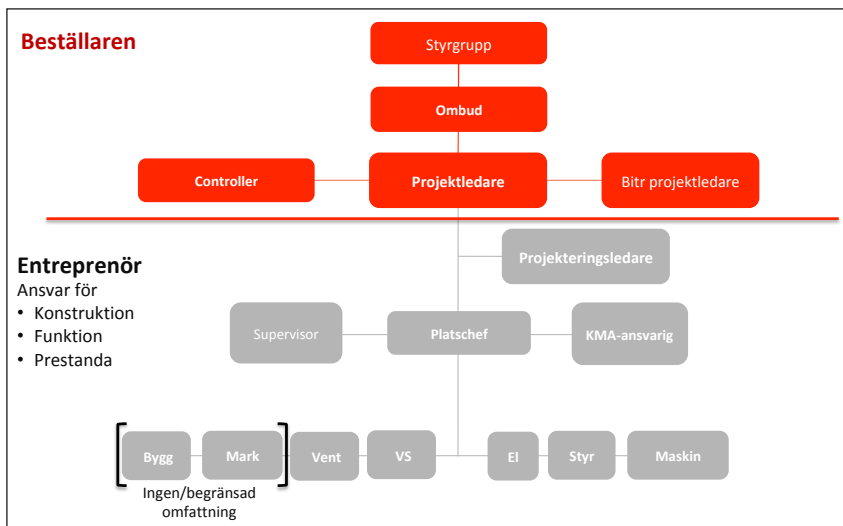 Beställaren
Styrgrupp
Ombud
Controller
Projektledare
Bitr projektledare
Entreprenör
Ansvar för
• Konstruktion
• Funktion
• Prestanda
Projekteringsledare
Supervisor
Platschef
KMA-ansvarig
Bygg
Mark
Vent
VS
El
Styr
Maskin
Ingen/begränsad
omfattning